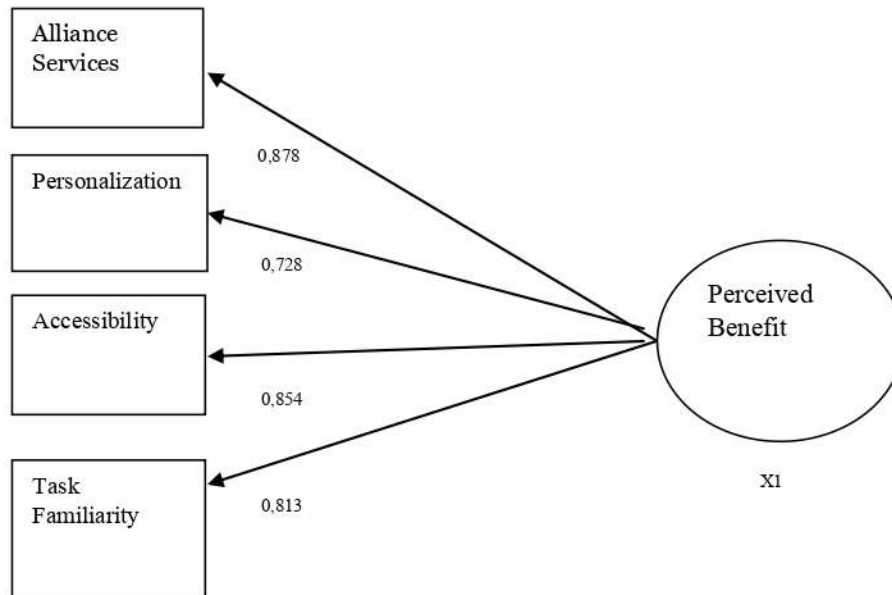 Alliance
Services
0,878
Personalization
0,728
Perceived
Benefit
Accessibility
0,854
X1
Task
Familiarity
0,813